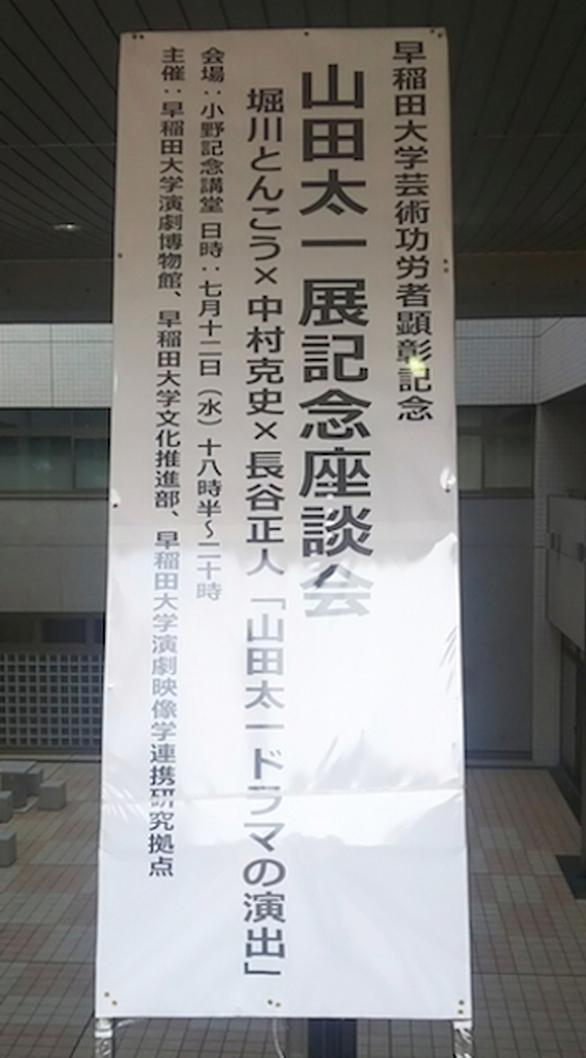 早稲田大学芸術功労者顕彰記念
山田太一展記念座談会
堀川とんこう×中村克史×長谷正人「山田太一ドラマの演出」
会場：小野記念講堂 日時：七月十二日（水）十八時半～二十時
主催：早稲田大学演劇博物館、早稲田大学文化推進部、早稲田大学演劇映像学連携研究拠点